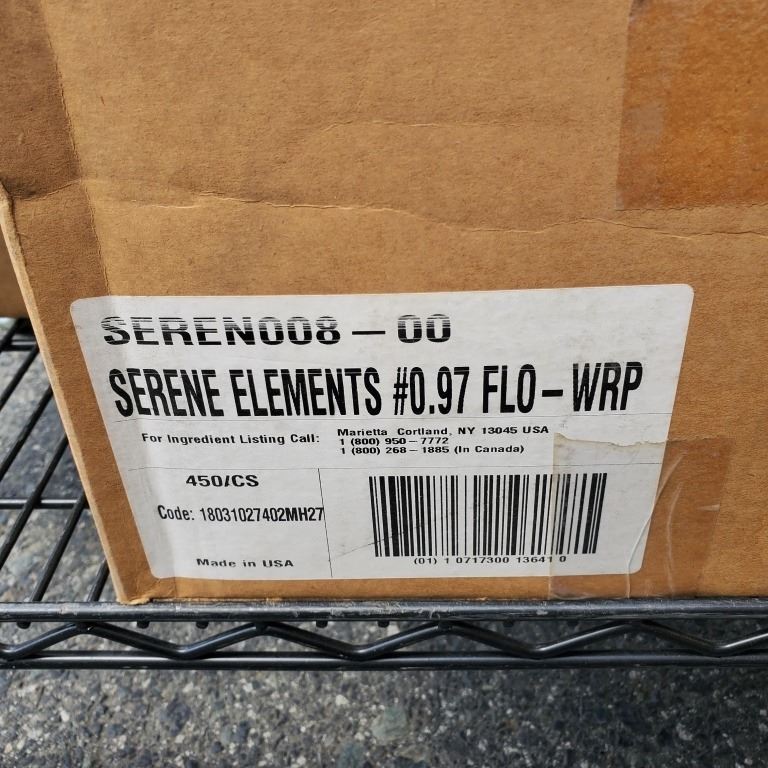 SEREN008 – 00
SERENE ELEMENTS #0.97 FLO – WRP
For Ingredient Listing Call: Marietta Cortland, NY 13045 USA
1 (800) 950 – 7772
1 (800) 268 – 1885 (In Canada)
450/CS
Code: 18031027402MH27
Made in USA
(01) 1 0717300 13641 0